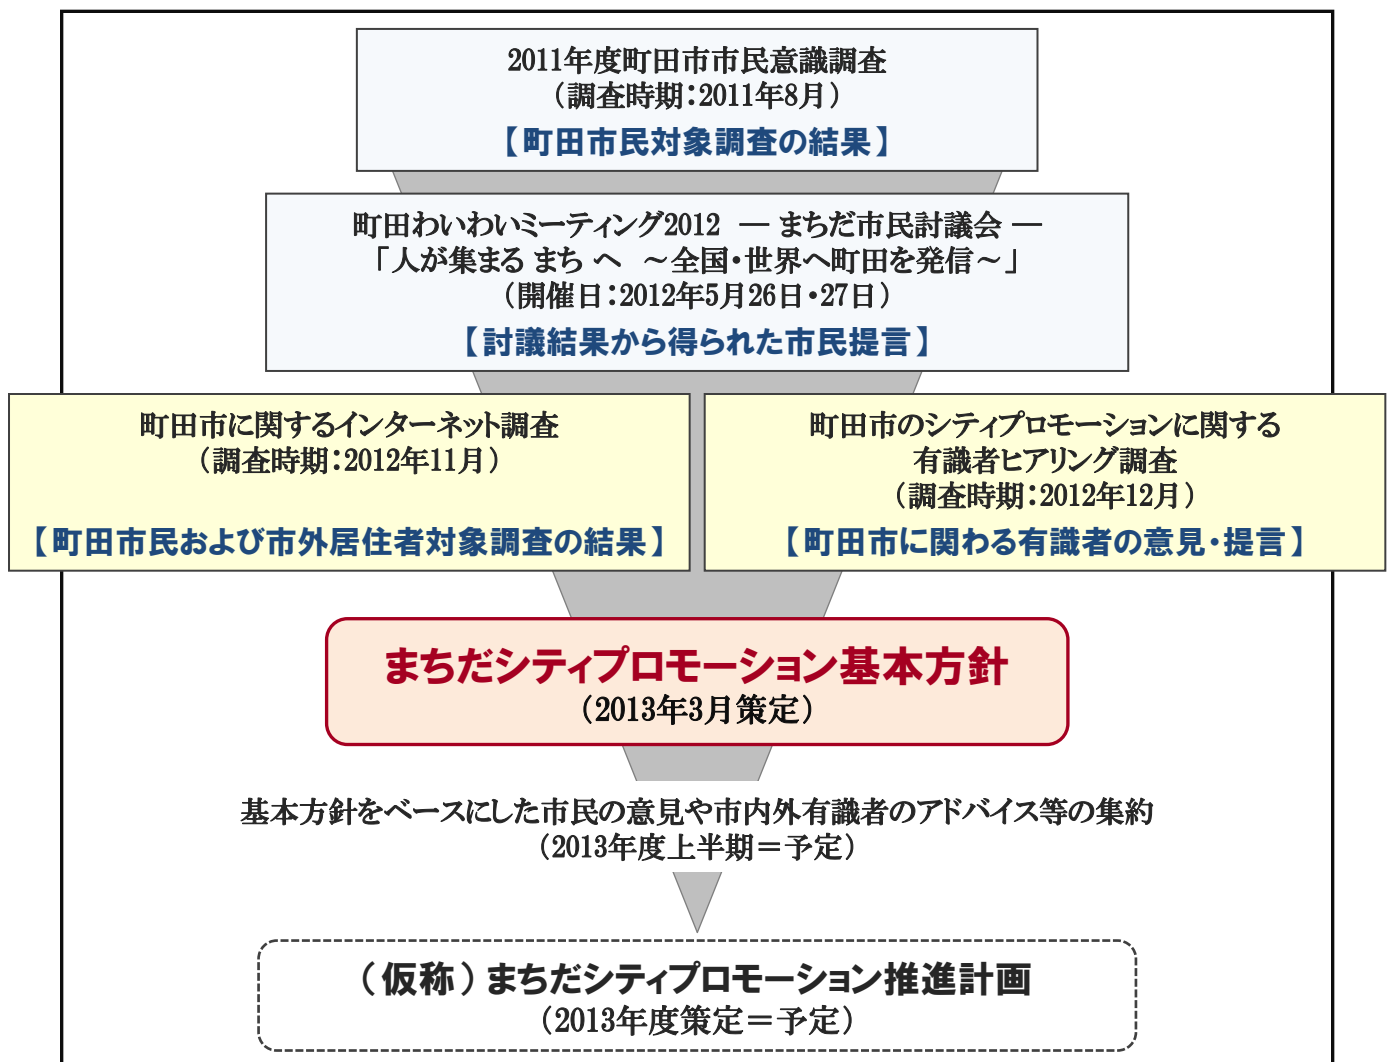 2011年度町田市市民意識調査
（調査時期：2011年8月）
【町田市民対象調査の結果】
町田わいわいミーティング2012　― まちだ市民討議会 ―
「人が集まる まち へ　～全国・世界へ町田を発信～」
（開催日：2012年5月26日・27日）
【討議結果から得られた市民提言】
町田市に関するインターネット調査
（調査時期：2012年11月）
【町田市民および市外居住者対象調査の結果】
町田市のシティプロモーションに関する
有識者ヒアリング調査
（調査時期：2012年12月）
【町田市に関わる有識者の意見・提言】
まちだシティプロモーション基本方針
（2013年3月策定）
基本方針をベースにした市民の意見や市内外有識者のアドバイス等の集約
（2013年度上半期＝予定）
（仮称）まちだシティプロモーション推進計画
（2013年度策定＝予定）